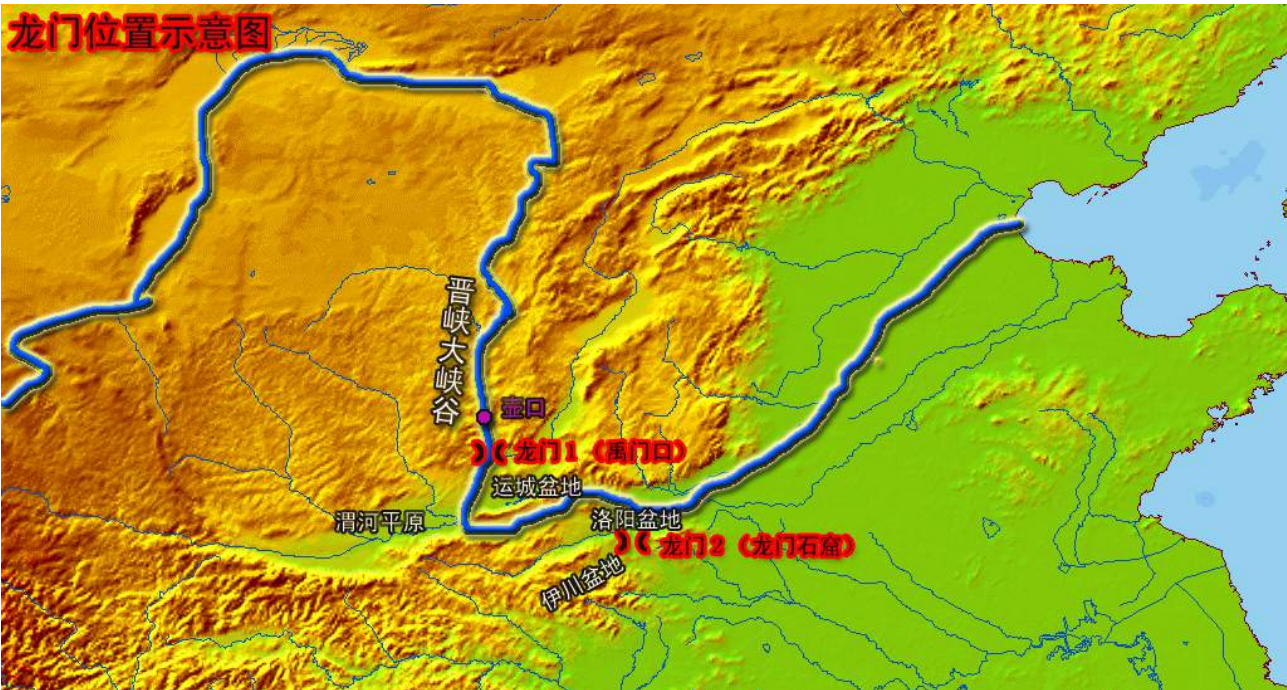 龙门位置示意图
晋峡大峡谷
壶口
龙门1（禹门口）
运城盆地
渭河平原
洛阳盆地
龙门2（龙门石窟）
伊川盆地